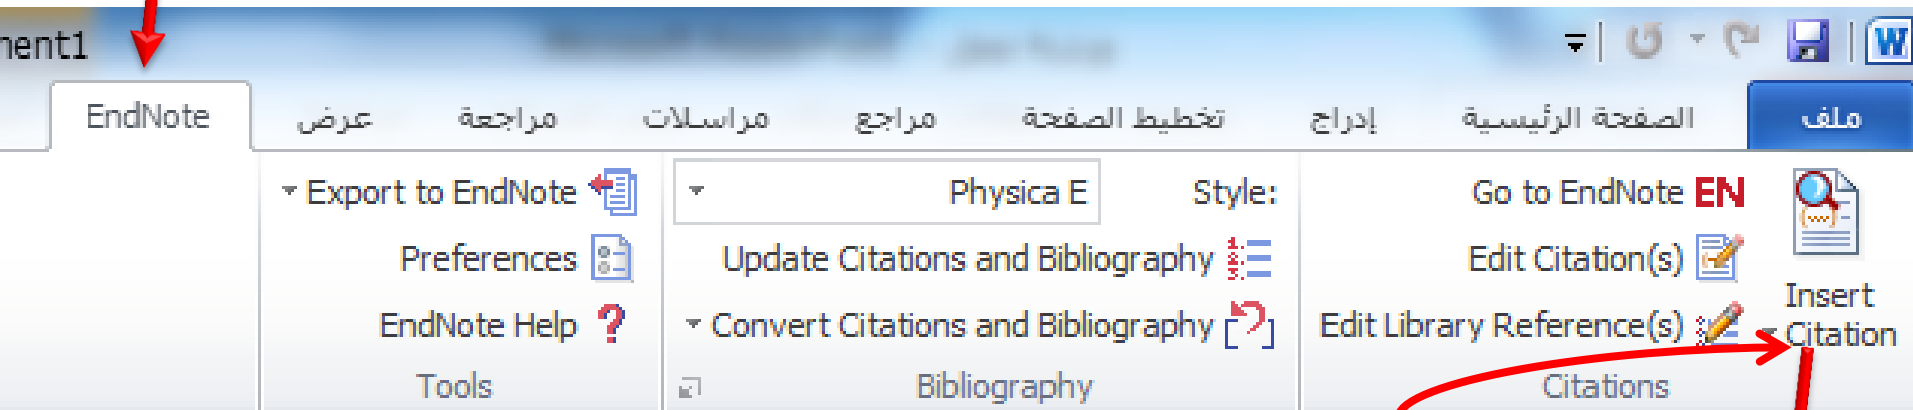 ment1
ملف
الصفحة الرئيسية
إدراج
تخطيط الصفحة
مراجع
مراسلات
مراجعة
عرض
EndNote
Insert
Citation
Go to EndNote EN
Edit Citation(s)
Edit Library Reference(s)
Citations
Style:
Physica E
Update Citations and Bibliography
Convert Citations and Bibliography
Bibliography
Export to EndNote
Preferences
EndNote Help
Tools